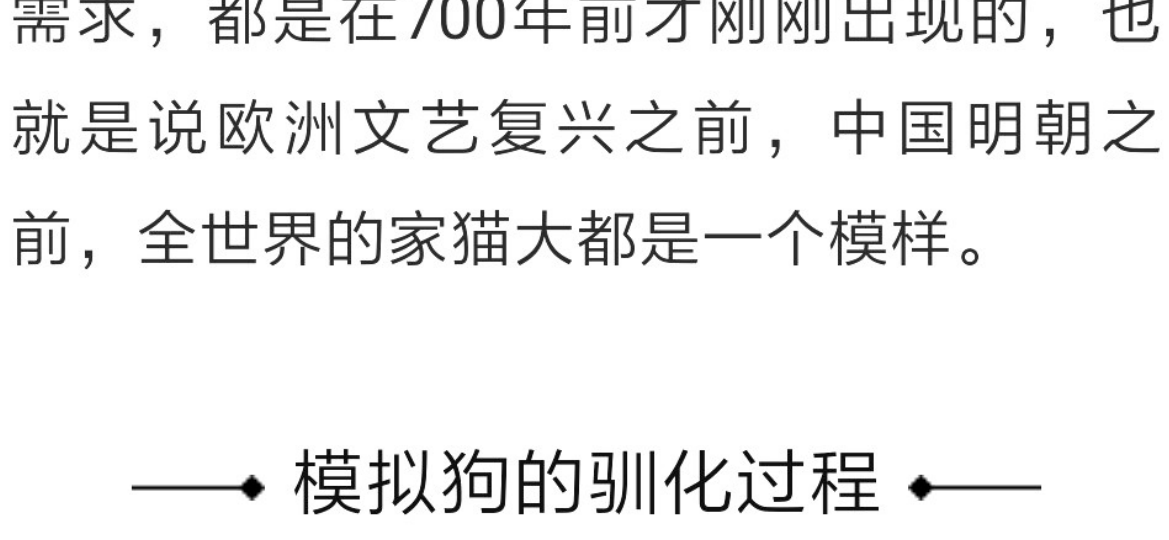 需求，都是在700年前才刚刚出现的，也
就是说欧洲文艺复兴之前，中国明朝之
前，全世界的家猫大都是一个模样。
模拟狗的驯化过程